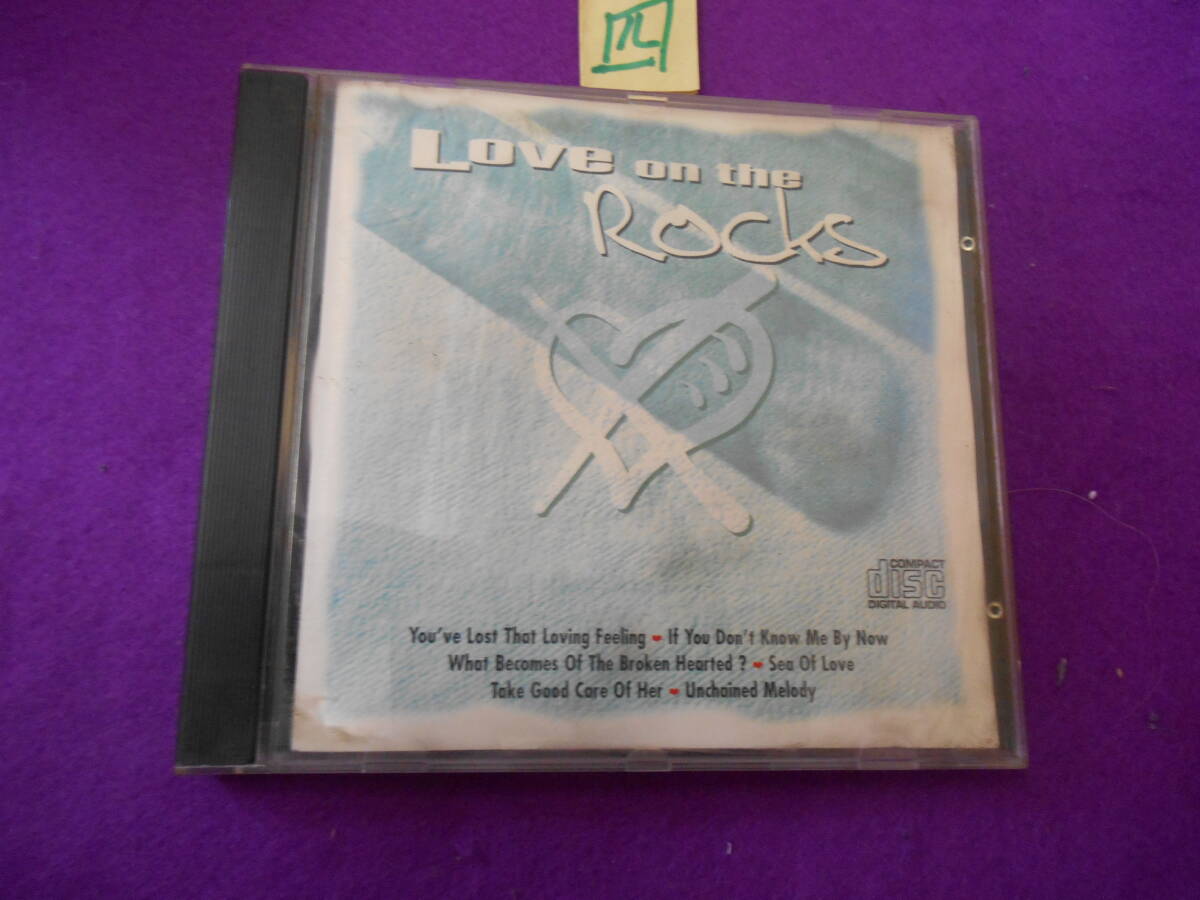 四
Love on the
Rocks
COMPACT
disc
DIGITAL AUDIO
You've Lost That Loving Feeling ❤ If You Don't Know Me By Now
What Becomes Of The Broken Hearted ? ❤ Sea Of Love
Take Good Care Of Her ❤ Unchained Melody